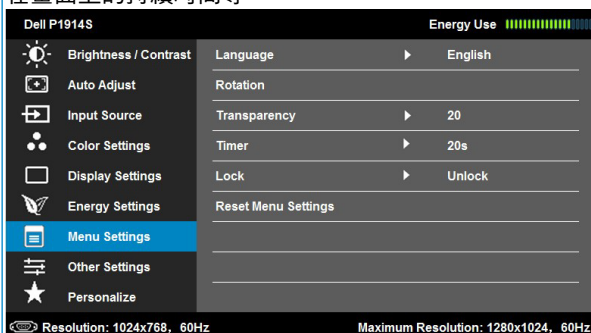 Dell P1914S Energy Use
Brightness / Contrast Language English
Auto Adjust Rotation
Input Source Transparency 20
Color Settings Timer 20s
Display Settings Lock Unlock
Energy Settings Reset Menu Settings
Menu Settings
Other Settings
Personalize
Resolution: 1024x768, 60Hz Maximum Resolution: 1280x1024, 60Hz